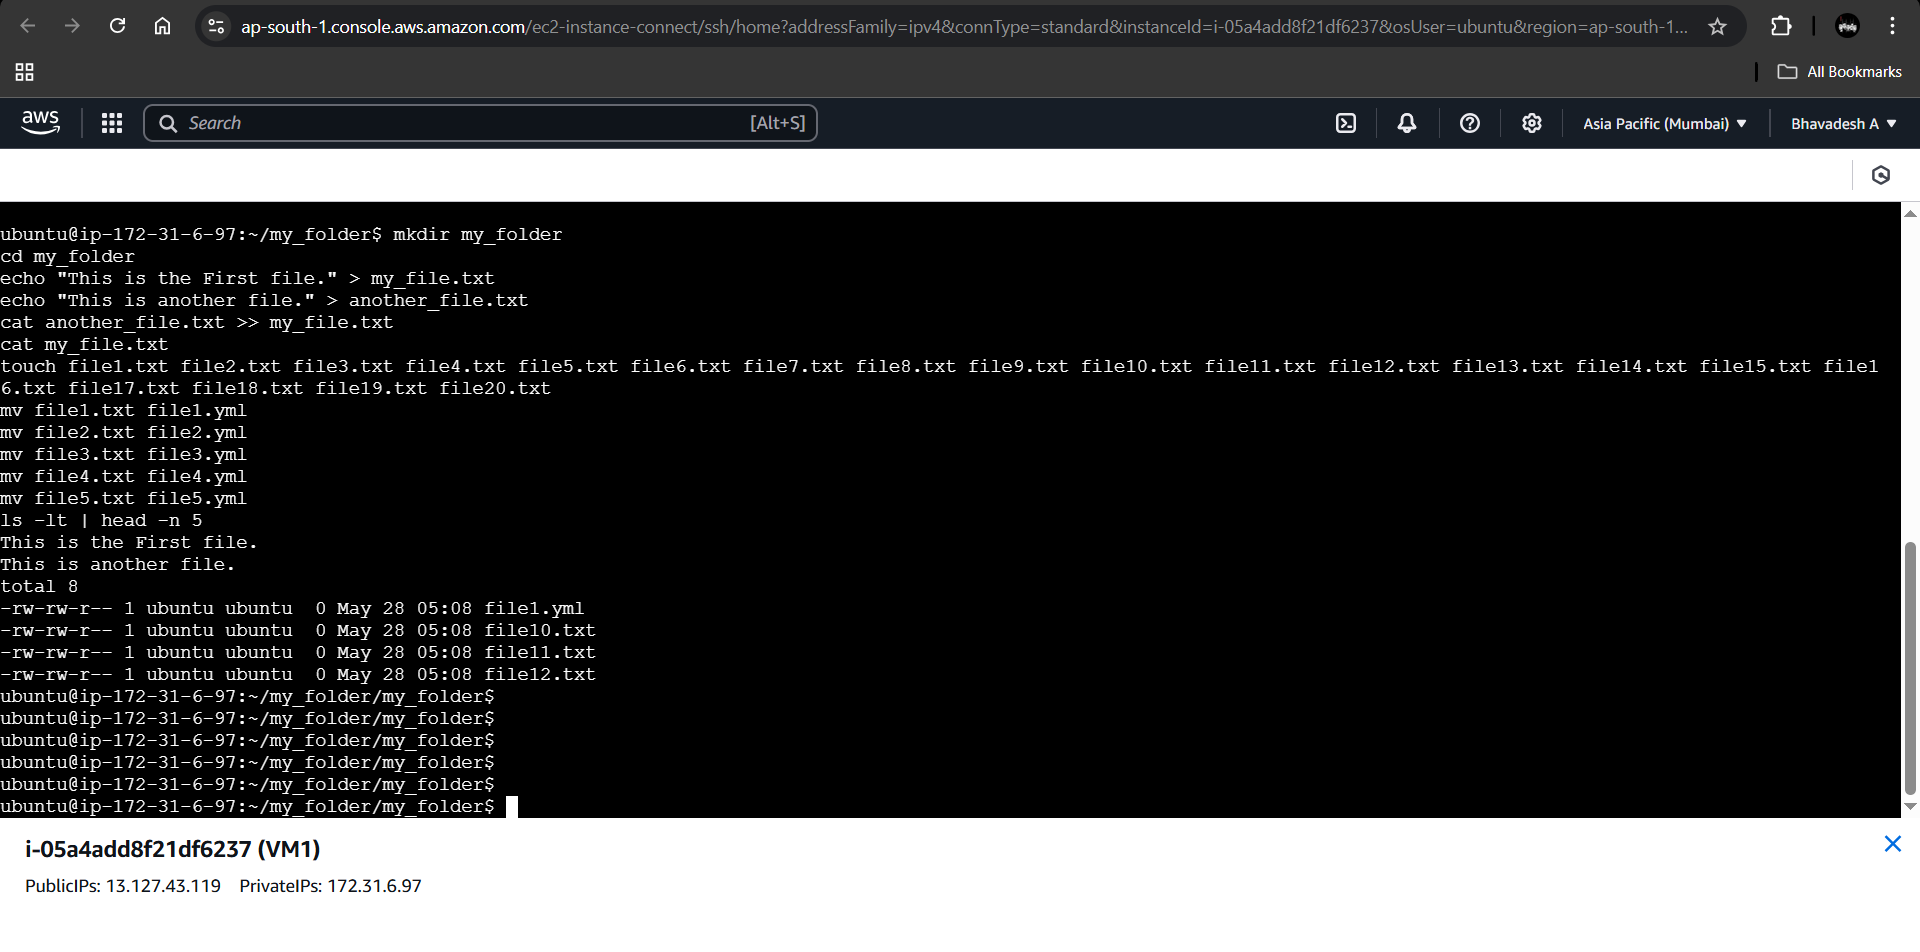 ap-south-1.console.aws.amazon.com/ec2-instance-connect/ssh/home?addressFamily=ipv4&connType=standard&instanceId=i-05a4add8f21df6237&osUser=ubuntu&region=ap-south-1...
All Bookmarks
aws
Search [Alt+S]
Asia Pacific (Mumbai)
Bhavadesh A
ubuntu@ip-172-31-6-97:~/my_folder$ mkdir my_folder
cd my_folder
echo "This is the First file." > my_file.txt
echo "This is another file." > another_file.txt
cat another_file.txt >> my_file.txt
cat my_file.txt
touch file1.txt file2.txt file3.txt file4.txt file5.txt file6.txt file7.txt file8.txt file9.txt file10.txt file11.txt file12.txt file13.txt file14.txt file15.txt file1
6.txt file17.txt file18.txt file19.txt file20.txt
mv file1.txt file1.yml
mv file2.txt file2.yml
mv file3.txt file3.yml
mv file4.txt file4.yml
mv file5.txt file5.yml
ls -lt | head -n 5
This is the First file.
This is another file.
total 8
-rw-rw-r-- 1 ubuntu ubuntu  0 May 28 05:08 file1.yml
-rw-rw-r-- 1 ubuntu ubuntu  0 May 28 05:08 file10.txt
-rw-rw-r-- 1 ubuntu ubuntu  0 May 28 05:08 file11.txt
-rw-rw-r-- 1 ubuntu ubuntu  0 May 28 05:08 file12.txt
ubuntu@ip-172-31-6-97:~/my_folder/my_folder$
ubuntu@ip-172-31-6-97:~/my_folder/my_folder$
ubuntu@ip-172-31-6-97:~/my_folder/my_folder$
ubuntu@ip-172-31-6-97:~/my_folder/my_folder$
ubuntu@ip-172-31-6-97:~/my_folder/my_folder$
ubuntu@ip-172-31-6-97:~/my_folder/my_folder$
i-05a4add8f21df6237 (VM1)
PublicIPs: 13.127.43.119 PrivateIPs: 172.31.6.97